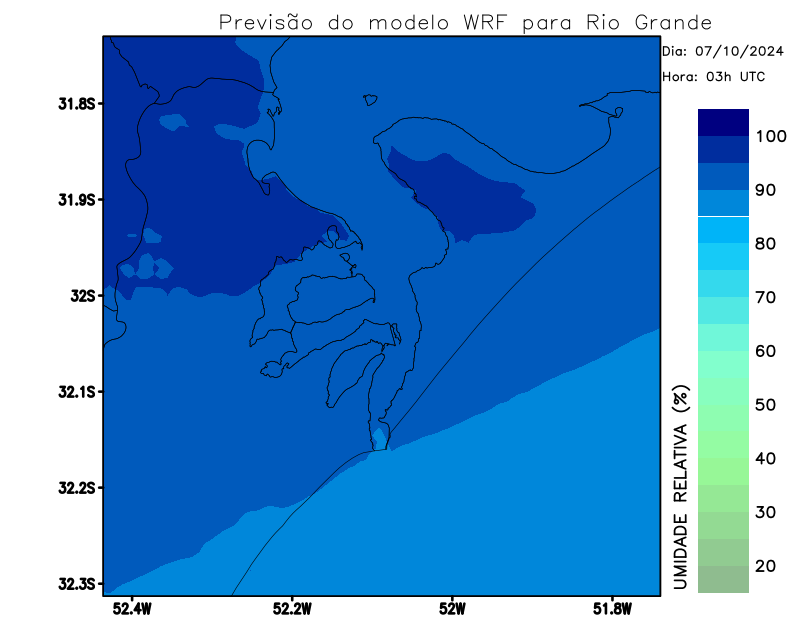 Previsão do modelo WRF para Rio Grande
Dia: 07/10/2024
Hora: 03h UTC
31.8S
31.9S
32S
32.1S
32.2S
32.3S
52.4W
52.2W
52W
51.8W
UMIDADE RELATIVA (%)
100
90
80
70
60
50
40
30
20